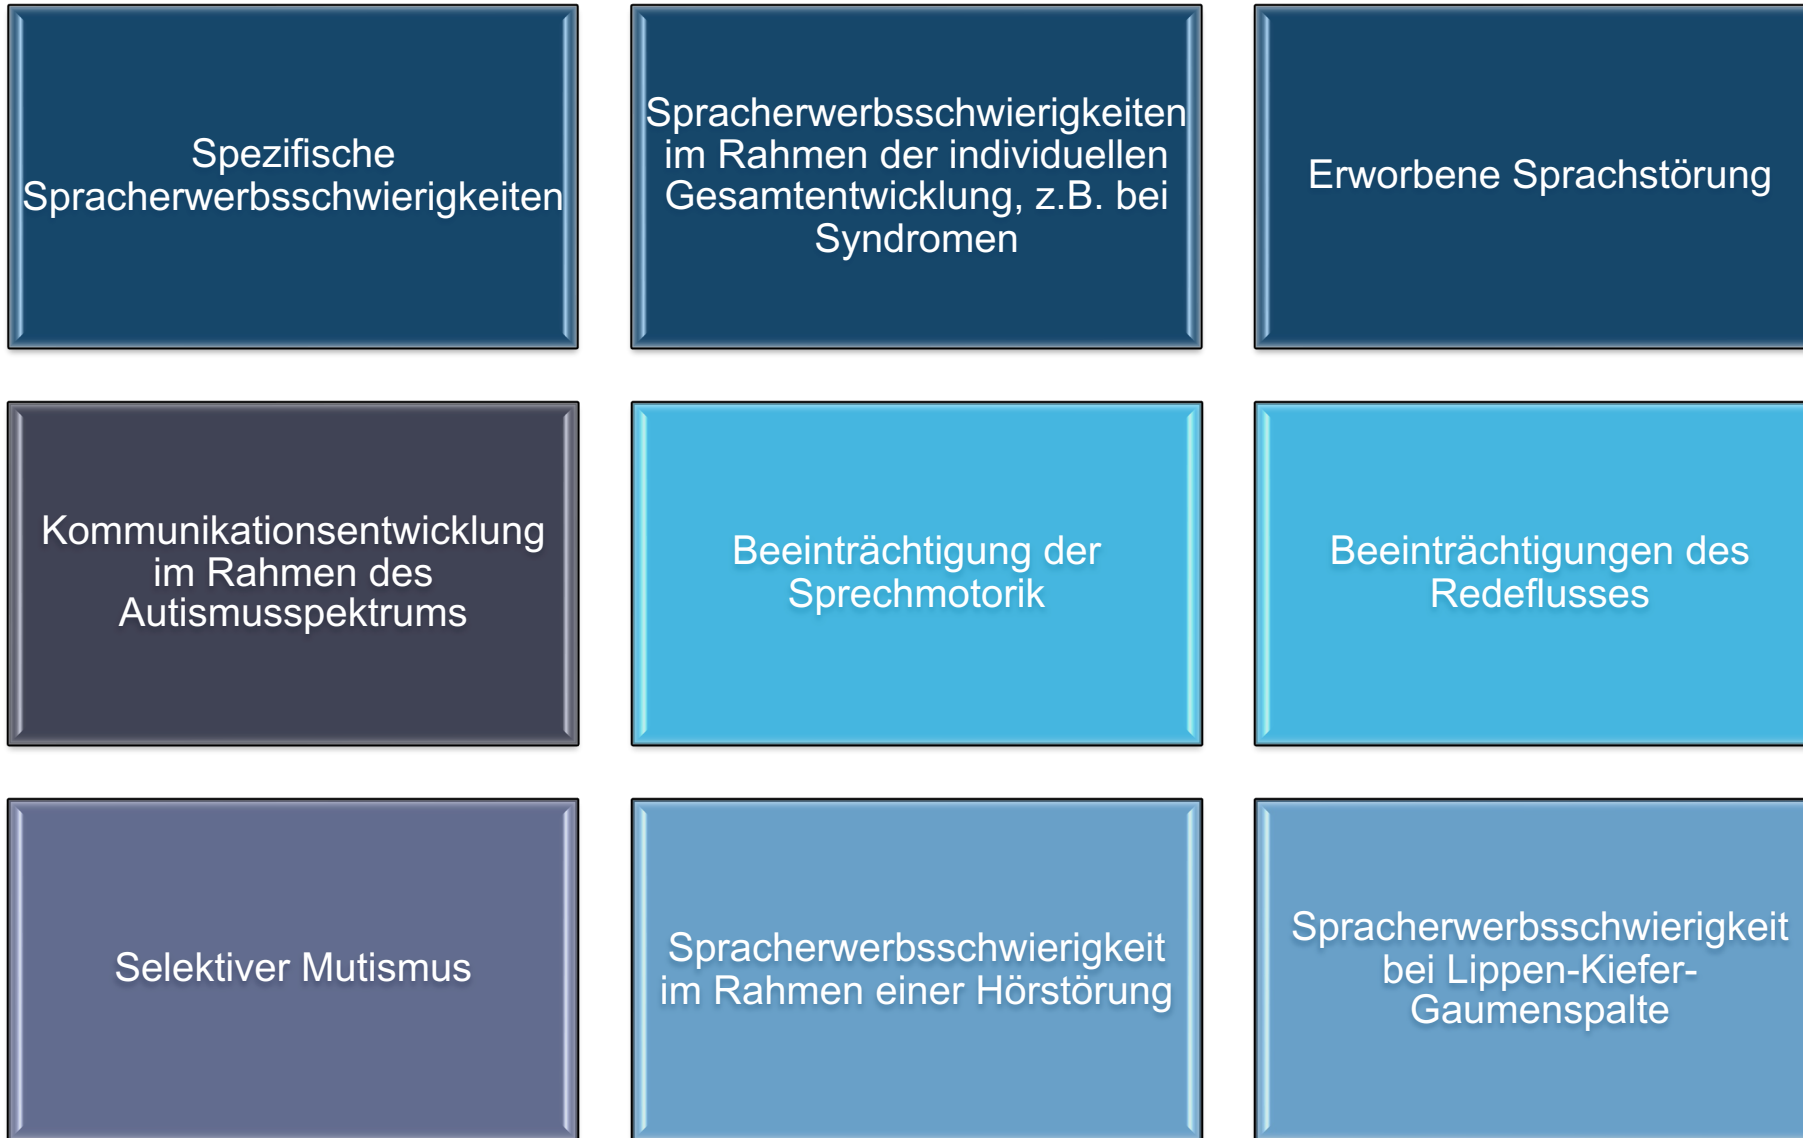 Spezifische
Spracherwerbsschwierigkeiten
Spracherwerbsschwierigkeiten
im Rahmen der individuellen
Gesamtentwicklung, z.B. bei
Syndromen
Erworbene Sprachstörung
Kommunikationsentwicklung
im Rahmen des
Autismusspektrums
Beeinträchtigung der
Sprechmotorik
Beeinträchtigungen des
Redeflusses
Selektiver Mutismus
Spracherwerbsschwierigkeit
im Rahmen einer Hörstörung
Spracherwerbsschwierigkeit
bei Lippen-Kiefer-
Gaumenspalte